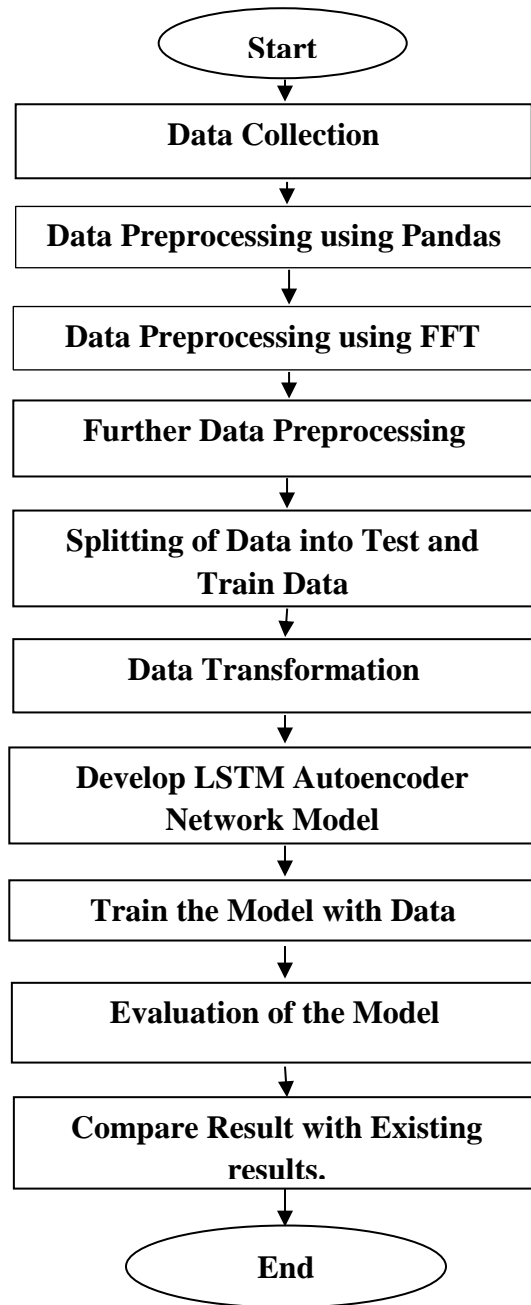 Start
Data Collection
Data Preprocessing using Pandas
Data Preprocessing using FFT
Further Data Preprocessing
Splitting of Data into Test and
Train Data
Data Transformation
Develop LSTM Autoencoder
Network Model
Train the Model with Data
Evaluation of the Model
Compare Result with Existing
results.
End